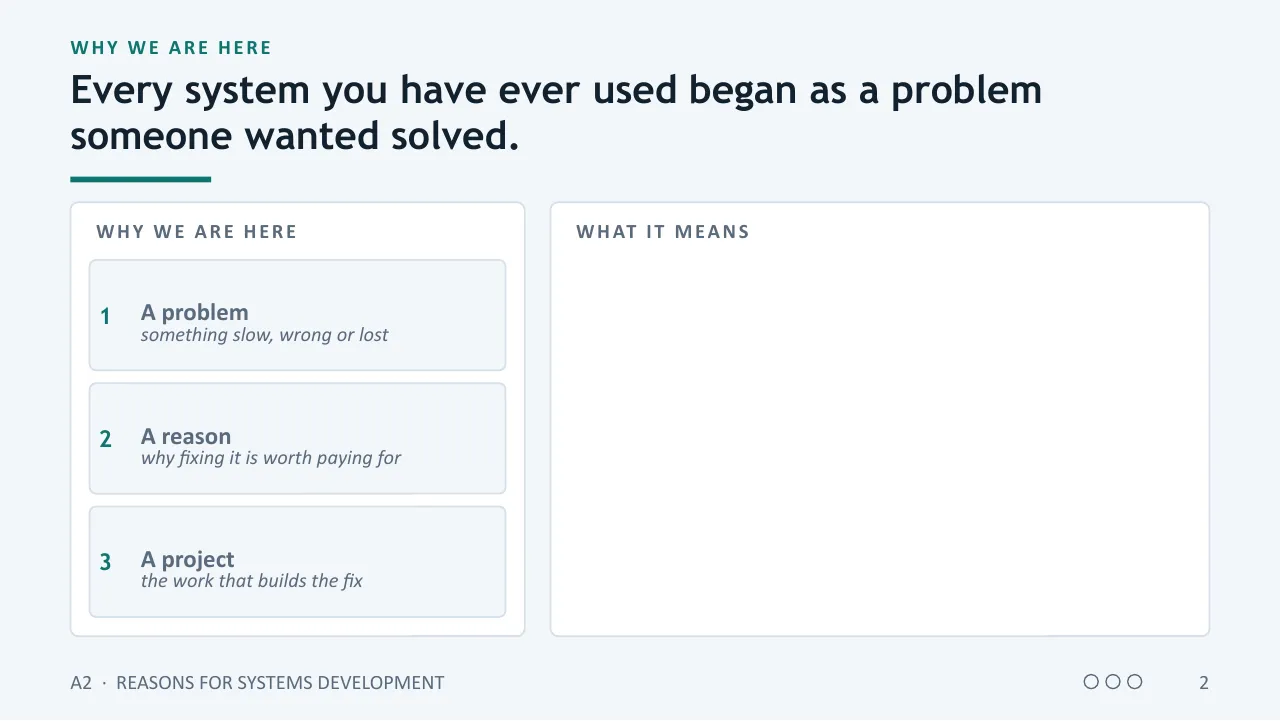 WHY WE ARE HERE
Every system you have ever used began as a problem
someone wanted solved.
WHY WE ARE HERE
1
A problem
something slow, wrong or lost
2
A reason
why fixing it is worth paying for
3
A project
the work that builds the fix
WHAT IT MEANS
A2 · REASONS FOR SYSTEMS DEVELOPMENT
2